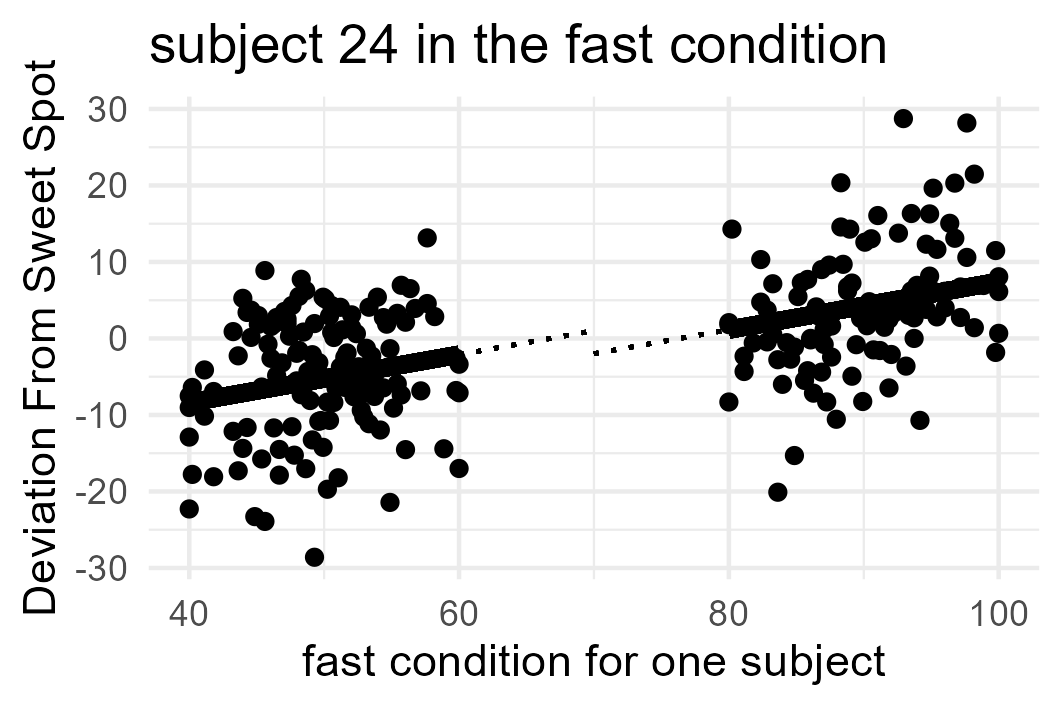 subject 24 in the fast condition
Deviation From Sweet Spot
30
20
10
0
-10
-20
-30
40 60 80 100
fast condition for one subject